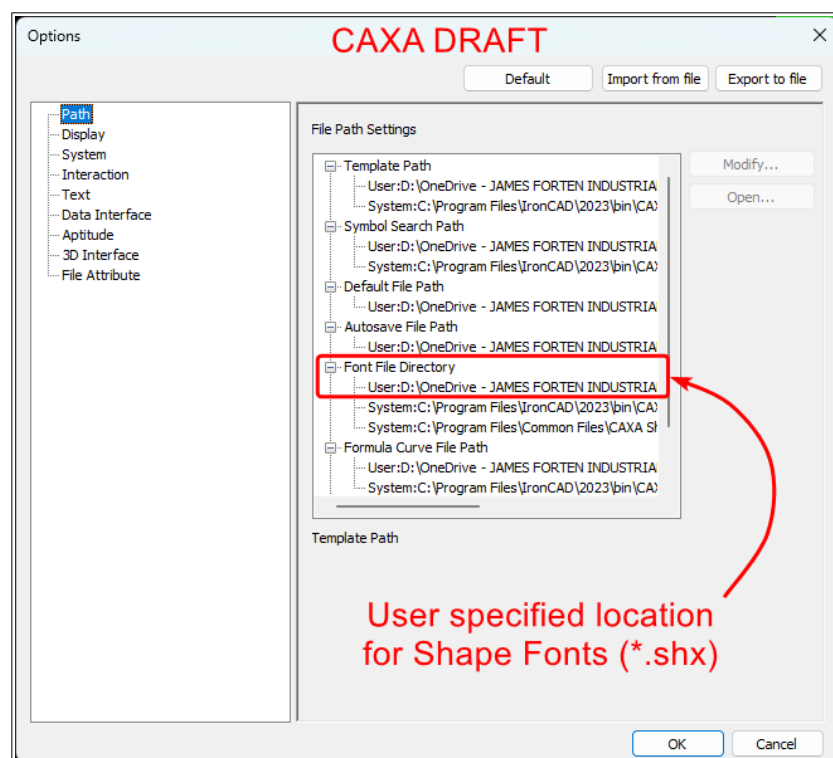 Options
CAXA DRAFT
Default
Import from file
Export to file
Path
Display
System
Interaction
Text
Data Interface
Aptitude
3D Interface
File Attribute
File Path Settings
Template Path
User:D:\OneDrive - JAMES FORTEN INDUSTRIA
System:C:\Program Files\IronCAD\2023\bin\CAX
Symbol Search Path
User:D:\OneDrive - JAMES FORTEN INDUSTRIA
System:C:\Program Files\IronCAD\2023\bin\CAX
Default File Path
User:D:\OneDrive - JAMES FORTEN INDUSTRIA
Autosave File Path
User:D:\OneDrive - JAMES FORTEN INDUSTRIA
Font File Directory
User:D:\OneDrive - JAMES FORTEN INDUSTRIA
System:C:\Program Files\IronCAD\2023\bin\CAX
System:C:\Program Files\Common Files\CAXA Sh
Formula Curve File Path
User:D:\OneDrive - JAMES FORTEN INDUSTRIA
System:C:\Program Files\IronCAD\2023\bin\CAX
Modify...
Open...
Template Path
User specified location
for Shape Fonts (*.shx)
OK
Cancel